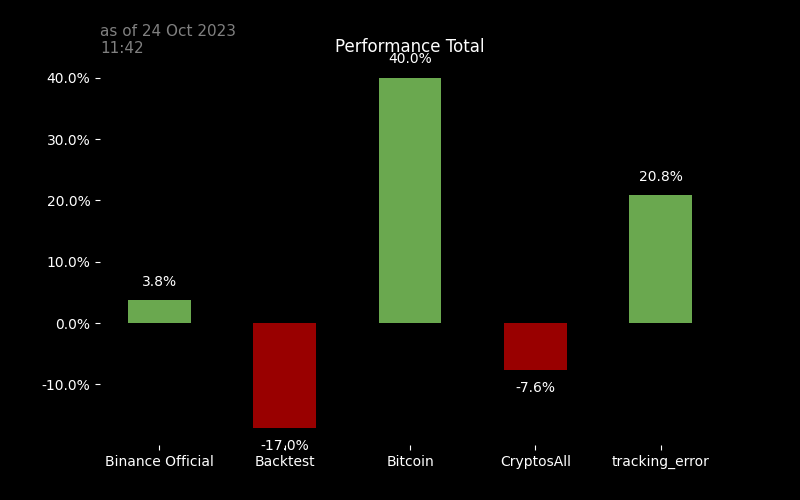 as of 24 Oct 2023
11:42
Performance Total
40.0%
40.0%
30.0%
20.8%
20.0%
10.0%
3.8%
0.0%
-10.0%
-7.6%
-17.0%
Binance Official
Backtest
Bitcoin
CryptosAll
tracking_error